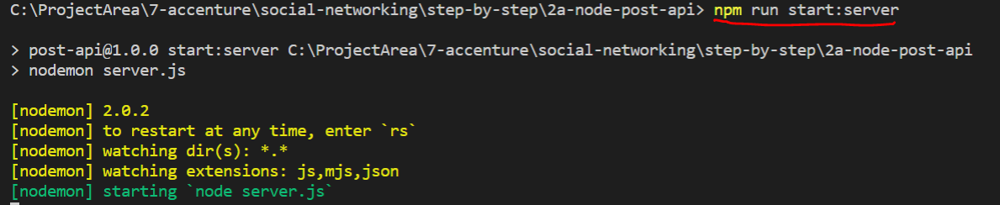 C:\ProjectArea\7-accenture\social-networking\step-by-step\2a-node-post-api> npm run start:server
> post-api@1.0.0 start:server C:\ProjectArea\7-accenture\social-networking\step-by-step\2a-node-post-api
> nodemon server.js
[nodemon] 2.0.2
[nodemon] to restart at any time, enter `rs`
[nodemon] watching dir(s): *.*
[nodemon] watching extensions: js,mjs,json
[nodemon] starting `node server.js`